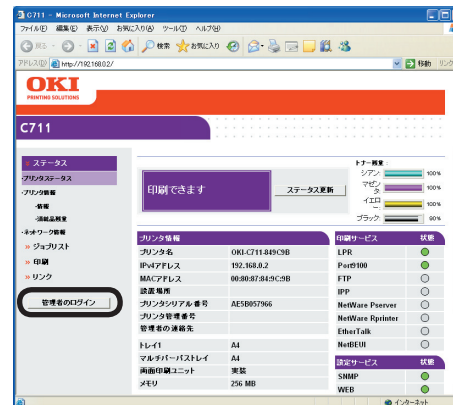 C711 - Microsoft Internet Explorer
ファイル(F) 編集(E) 表示(V) お気に入り(A) ツール(T) ヘルプ(H)
戻る 検索 お気に入り
アドレス(D) http://192.168.0.2/ 移動 リンク
OKI
PRINTING SOLUTIONS
C711
ステータス
・プリンタステータス
・プリンタ情報
・情報
・消耗品残量
・ネットワーク情報
ジョブリスト
印刷
リンク
管理者のログイン
印刷できます ステータス更新
トナー残量：
シアン 100%
マゼンタ 100%
イエロー 100%
ブラック 90%
プリンタ情報
プリンタ名 OKI-C711-849C9B
IPv4アドレス 192.168.0.2
MACアドレス 00:80:87:84:9C:9B
設置場所
プリンタシリアル番号 AE5B057966
プリンタ管理番号
管理者の連絡先
トレイ1 A4
マルチパーパストレイ A4
両面印刷ユニット 実装
メモリ 256 MB
印刷サービス 状態
LPR
Port9100
FTP
IPP
NetWare Pserver
NetWare Rprinter
EtherTalk
NetBEUI
設定サービス 状態
SNMP
WEB
インターネット